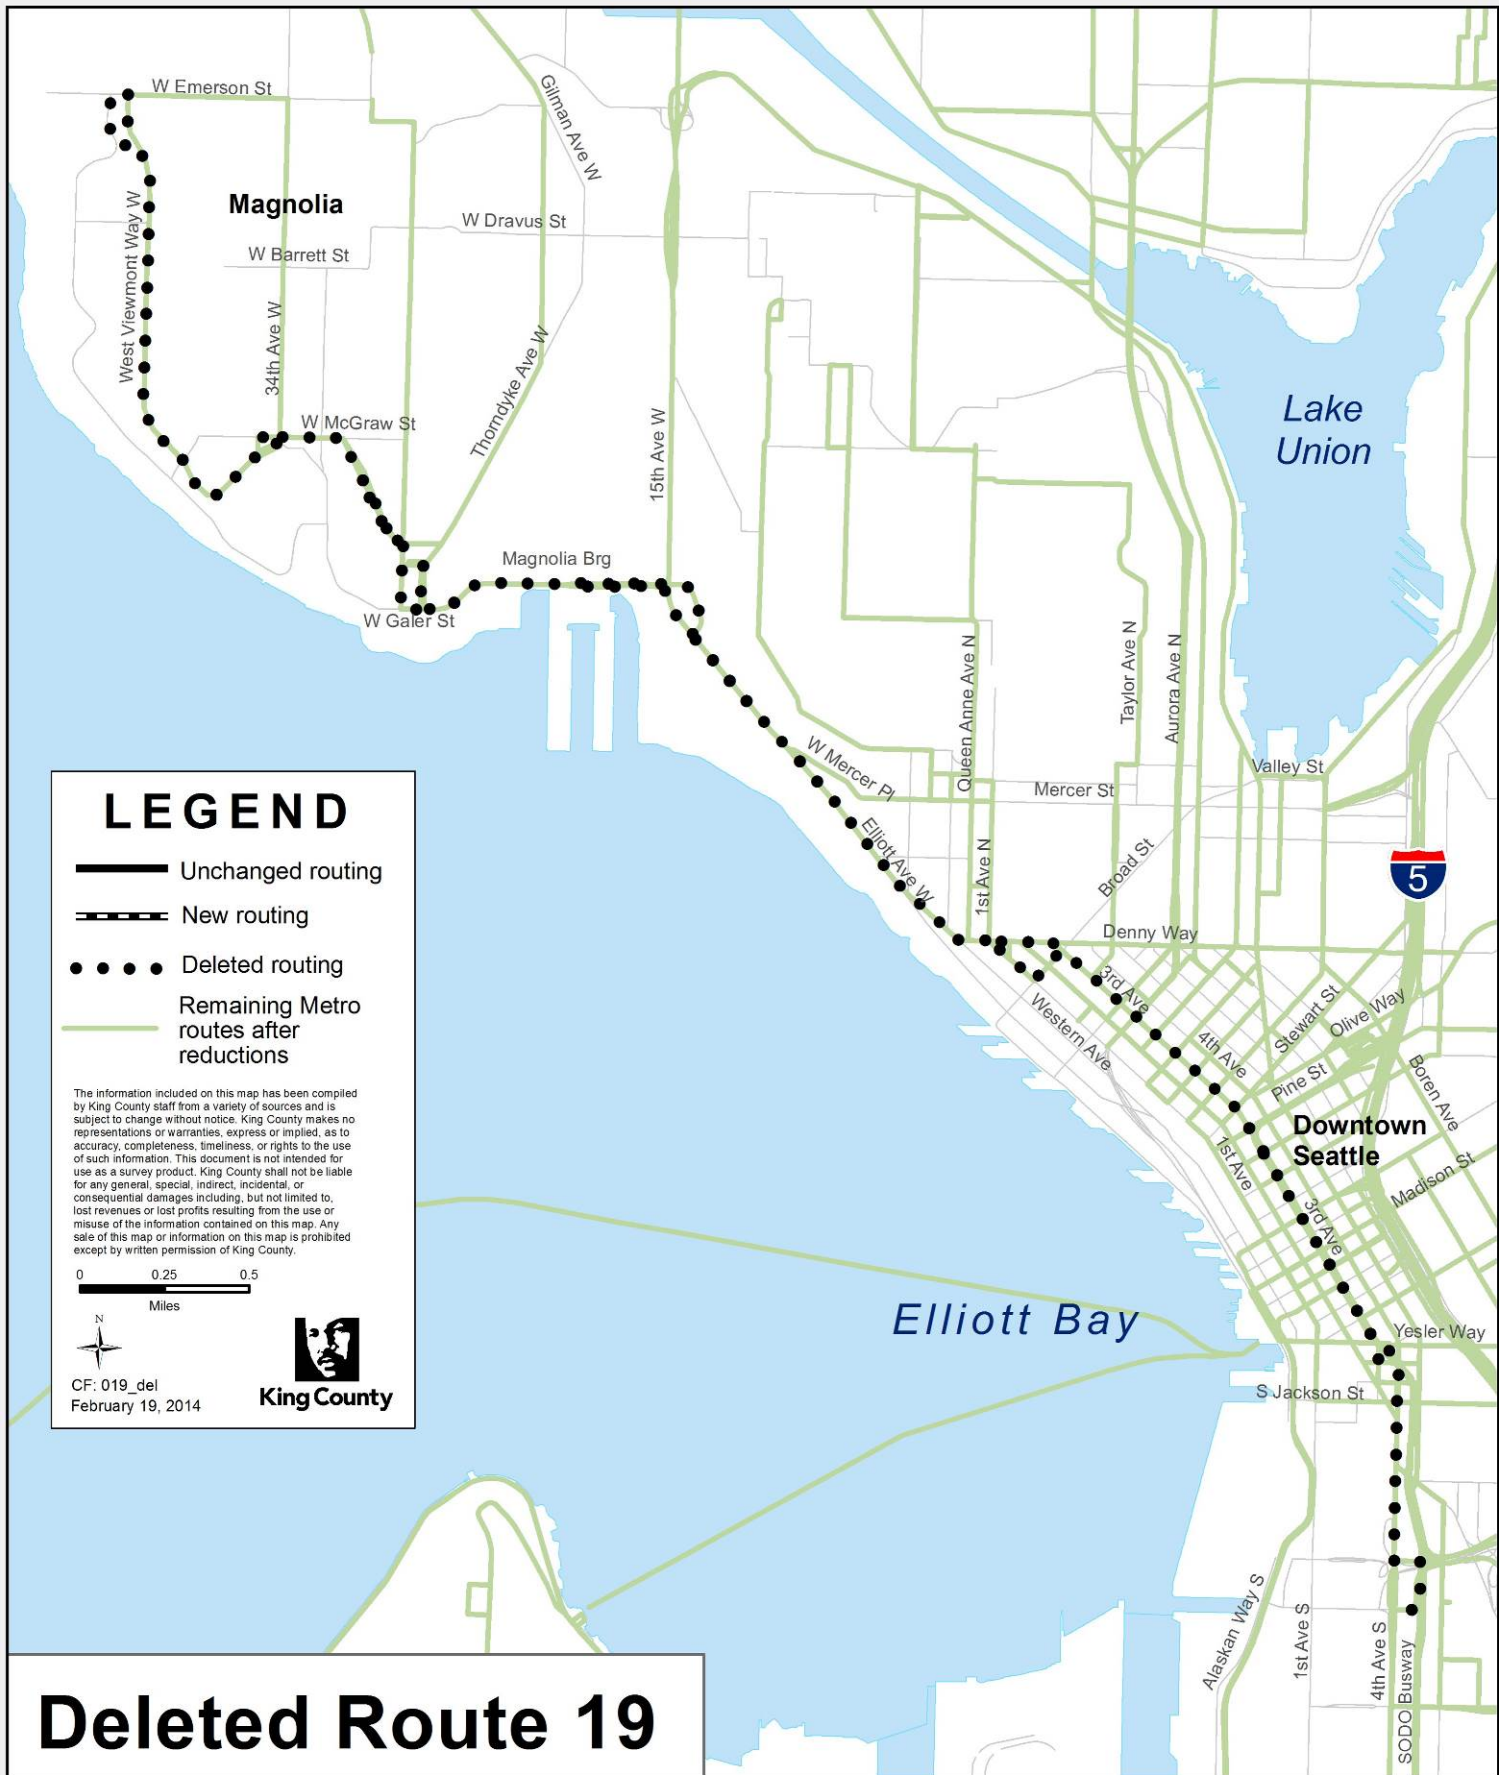 W Emerson St
Gilman Ave W
Magnolia
W Dravus St
W Barrett St
West Viewmont Way W
34th Ave W
Thorndyke Ave W
W McGraw St
15th Ave W
Lake
Union
Magnolia Brg
W Galer St
Queen Anne Ave N
Taylor Ave N
Aurora Ave N
W Mercer Pl
Mercer St
Valley St
Elliott Ave W
1st Ave N
Broad St
5
Denny Way
3rd Ave
Western Ave
4th Ave
Stewart St
Olive Way
Pine St
Boren Ave
Downtown
Seattle
1st Ave
Madison St
3rd Ave
Elliott Bay
Yesler Way
S Jackson St
Alaskan Way S
1st Ave S
4th Ave S
SODO Busway
LEGEND
Unchanged routing
New routing
Deleted routing
Remaining Metro
routes after
reductions
The information included on this map has been compiled
by King County staff from a variety of sources and is
subject to change without notice. King County makes no
representations or warranties, express or implied, as to
accuracy, completeness, timeliness, or rights to the use
of such information. This document is not intended for
use as a survey product. King County shall not be liable
for any general, special, indirect, incidental, or
consequential damages including, but not limited to,
lost revenues or lost profits resulting from the use or
misuse of the information contained on this map. Any
sale of this map or information on this map is prohibited
except by written permission of King County.
0 0.25 0.5
Miles
N
CF: 019_del
February 19, 2014
King County
Deleted Route 19